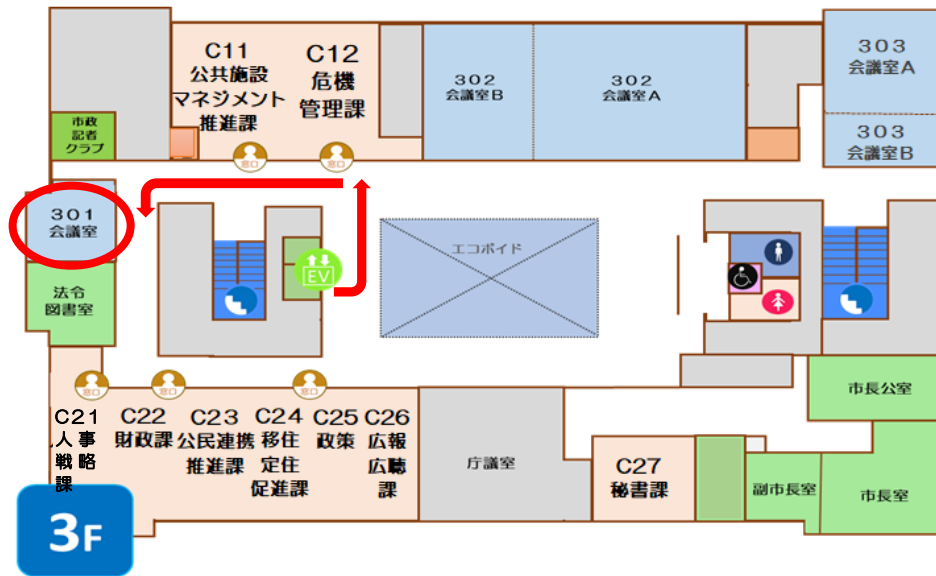 C11
公共施設
マネジメント
推進課
C12
危機
管理課
302
会議室B
302
会議室A
303
会議室A
303
会議室B
市政
記者
クラブ
窓口
窓口
301
会議室
EV
エコボイド
法令
図書室
窓口
窓口
窓口
C21
人事
戦略
課
C22
財政課
C23
公民連携
推進課
C24
移住
定住
促進課
C25
政策
C26
広報
広聴
課
庁議室
C27
秘書課
市長公室
副市長室
市長室
3F